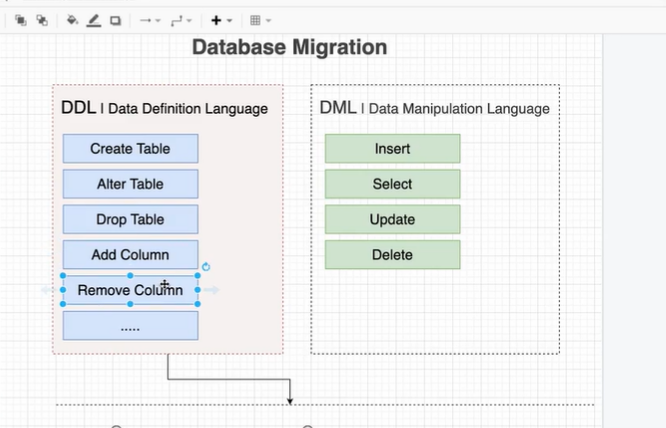 Database Migration
DDL | Data Definition Language
Create Table
Alter Table
Drop Table
Add Column
Remove Column
.....
DML | Data Manipulation Language
Insert
Select
Update
Delete